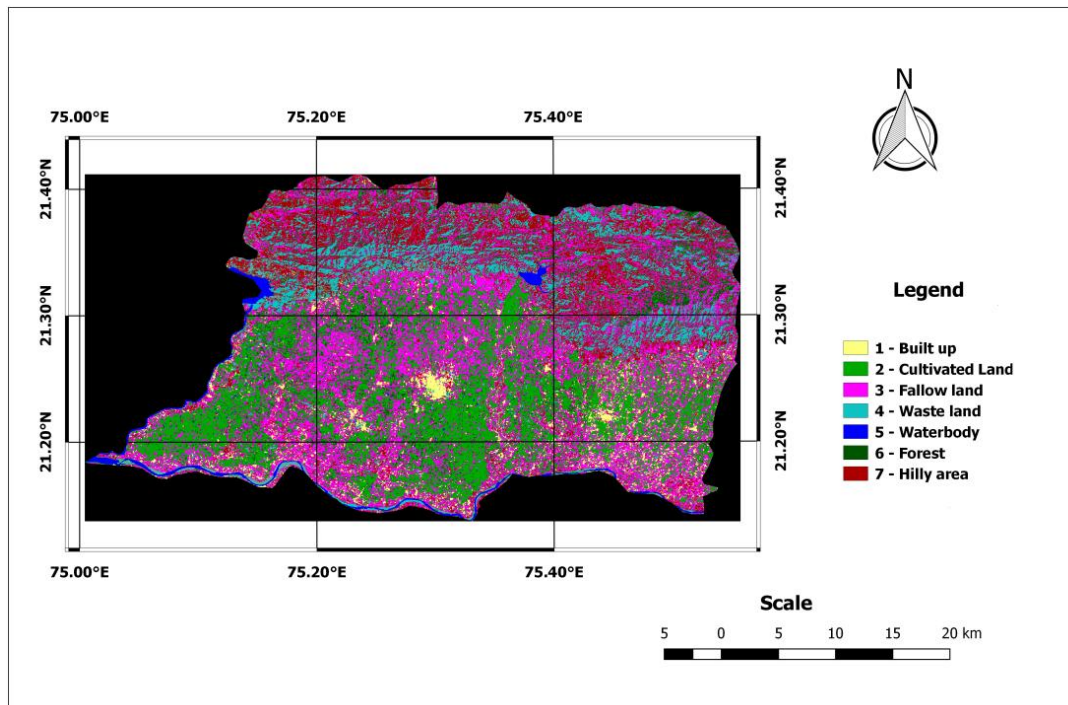 N
75.00°E 75.20°E 75.40°E
21.40°N 21.40°N
21.30°N 21.30°N
21.20°N 21.20°N
75.00°E 75.20°E 75.40°E
Legend
1 - Built up
2 - Cultivated Land
3 - Fallow land
4 - Waste land
5 - Waterbody
6 - Forest
7 - Hilly area
Scale
5 0 5 10 15 20 km